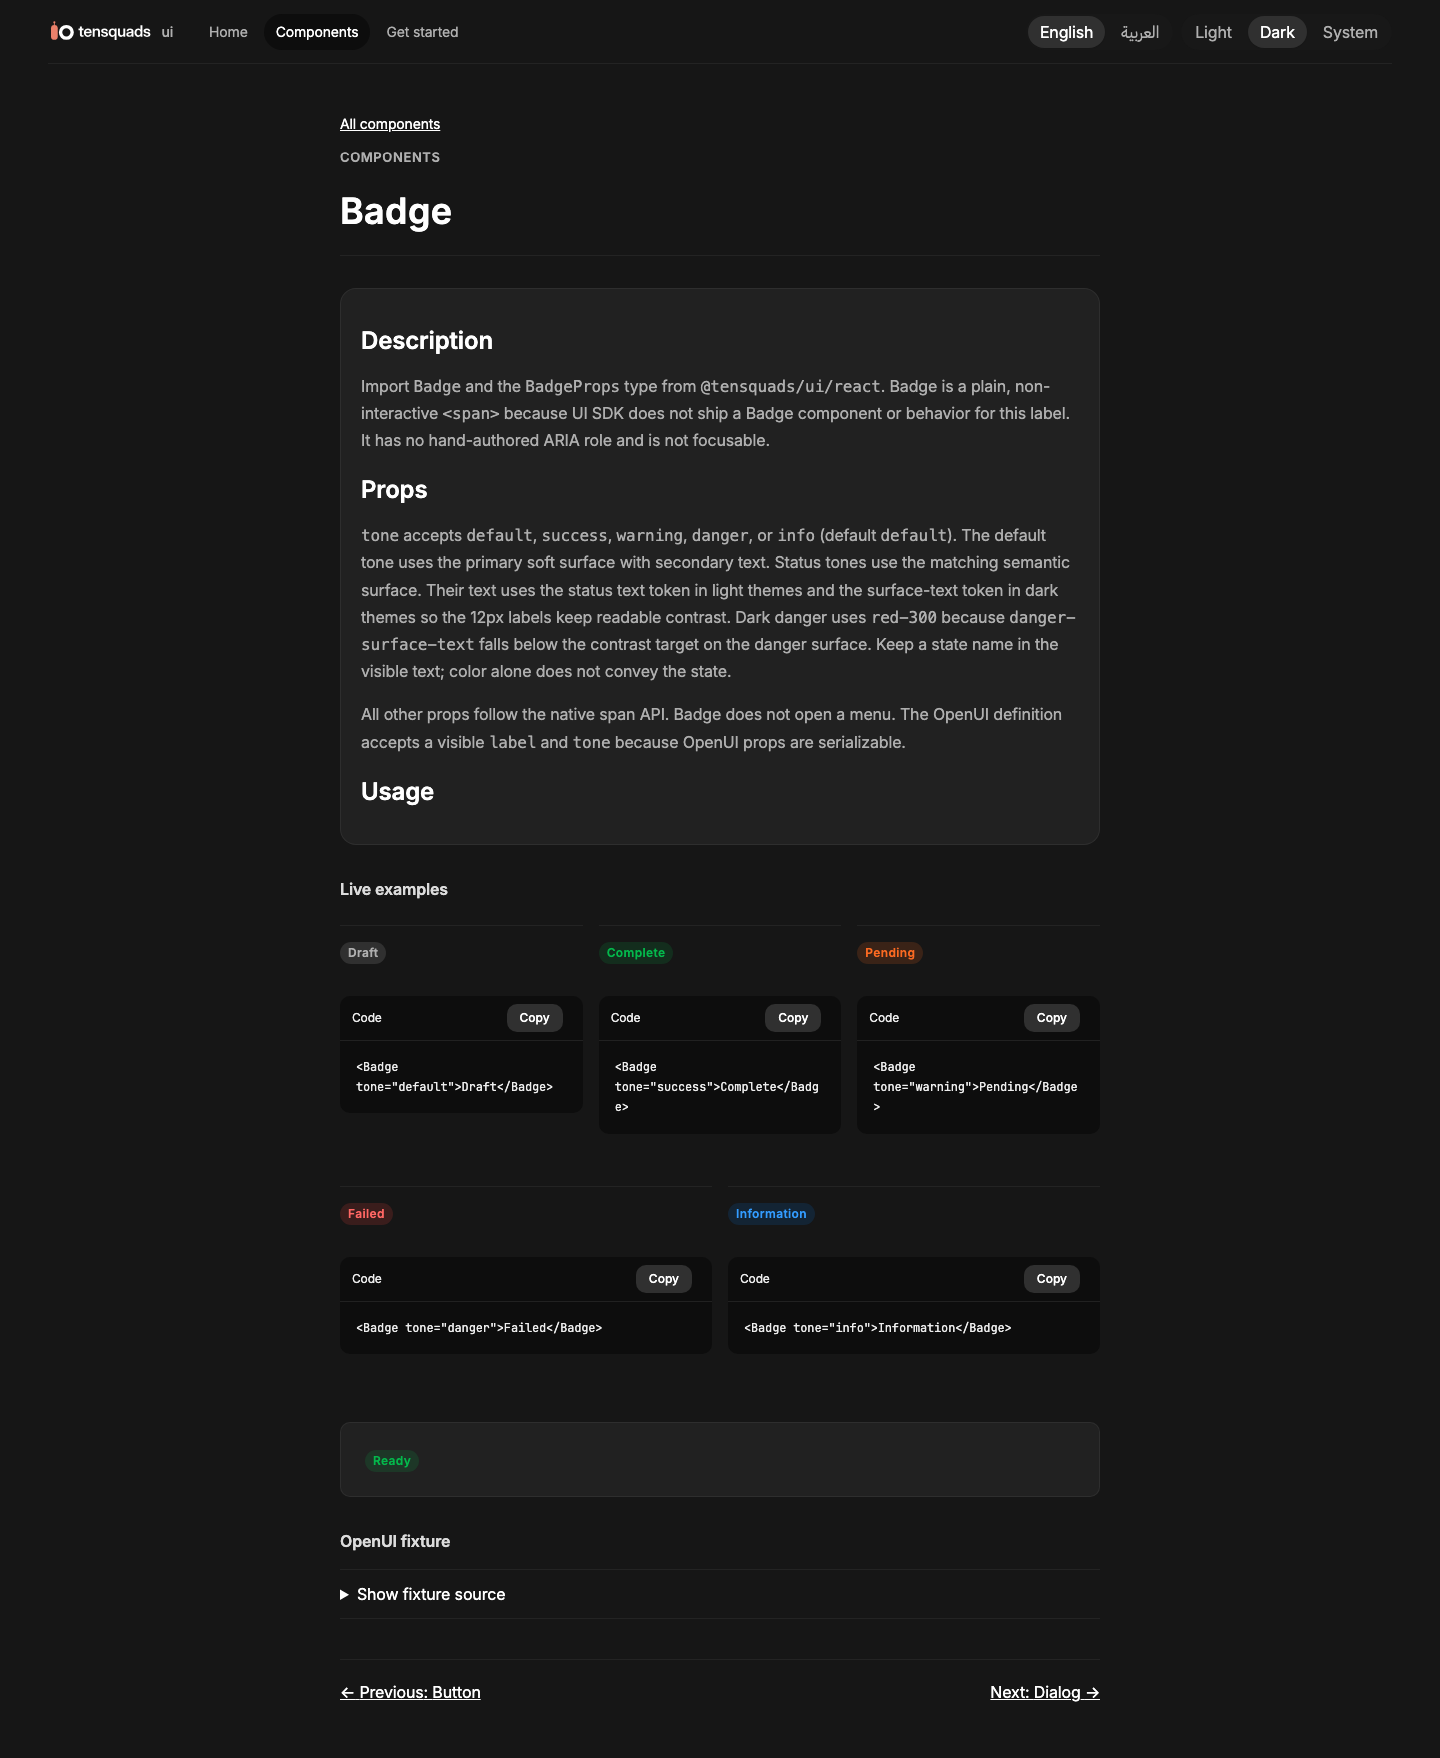 tensquads ui Home Components Get started English العربية Light Dark System
All components
COMPONENTS
Badge
Description
Import Badge and the BadgeProps type from @tensquads/ui/react. Badge is a plain, non-
interactive <span> because UI SDK does not ship a Badge component or behavior for this label.
It has no hand-authored ARIA role and is not focusable.
Props
tone accepts default, success, warning, danger, or info (default default). The default
tone uses the primary soft surface with secondary text. Status tones use the matching semantic
surface. Their text uses the status text token in light themes and the surface-text token in dark
themes so the 12px labels keep readable contrast. Dark danger uses red-300 because danger-
surface-text falls below the contrast target on the danger surface. Keep a state name in the
visible text; color alone does not convey the state.
All other props follow the native span API. Badge does not open a menu. The OpenUI definition
accepts a visible label and tone because OpenUI props are serializable.
Usage
Live examples
Draft
Code Copy
<Badge
tone="default">Draft</Badge>
Complete
Code Copy
<Badge
tone="success">Complete</Badg
e>
Pending
Code Copy
<Badge
tone="warning">Pending</Badge
>
Failed
Code Copy
<Badge tone="danger">Failed</Badge>
Information
Code Copy
<Badge tone="info">Information</Badge>
Ready
OpenUI fixture
▶ Show fixture source
← Previous: Button Next: Dialog →